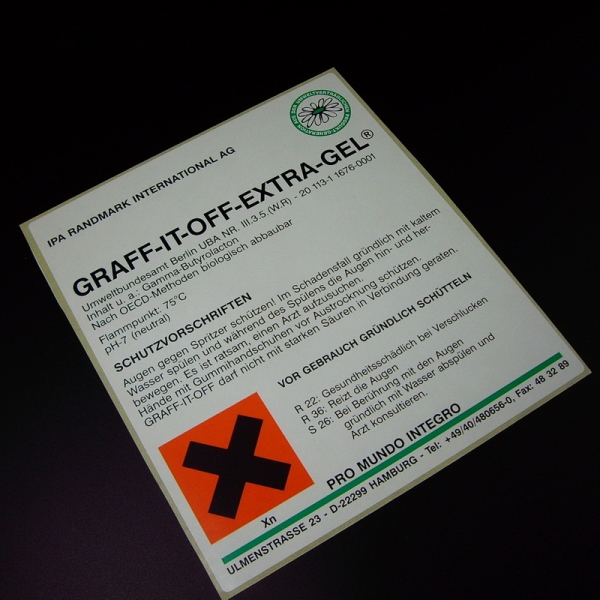 IPA RANDMARK INTERNATIONAL AG
GRAFF-IT-OFF-EXTRA-GEL®
Umweltbundesamt Berlin UBA NR. III.3.5.(W.R) - 20 113-1 1676-0001
Inhalt u. a.: Gamma-Butyrolacton
Nach OECD-Methoden biologisch abbaubar
Flammpunkt: 75°C
pH-7 (neutral)
SCHUTZVORSCHRIFTEN
Augen gegen Spritzer schützen! Im Schadensfall gründlich mit kaltem
Wasser spülen und während des Spülens die Augen hin- und her-
bewegen. Es ist ratsam, einen Arzt aufzusuchen.
Hände mit Gummihandschuhen vor Austrocknung schützen.
GRAFF-IT-OFF darf nicht mit starken Säuren in Verbindung geraten.
VOR GEBRAUCH GRÜNDLICH SCHÜTTELN
R 22: Gesundheitsschädlich bei Verschlucken
R 36: Reizt die Augen
S 26: Bei Berührung mit den Augen
gründlich mit Wasser abspülen und
Arzt konsultieren.
Xn
PRO MUNDO INTEGRO
ULMENSTRASSE 23 - D-22299 HAMBURG - Tel: +49/40/480656-0, Fax: 48 32 89